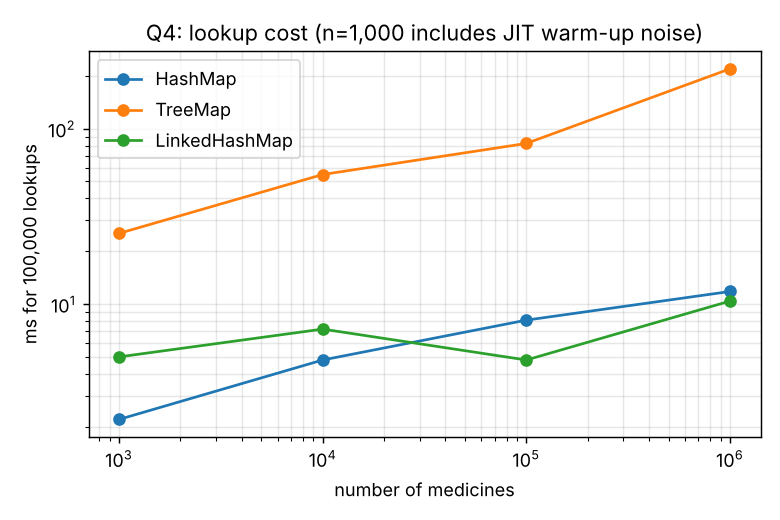 Q4: lookup cost (n=1,000 includes JIT warm-up noise)
HashMap
TreeMap
LinkedHashMap
ms for 100,000 lookups
10²
10¹
10³
10⁴
10⁵
10⁶
number of medicines